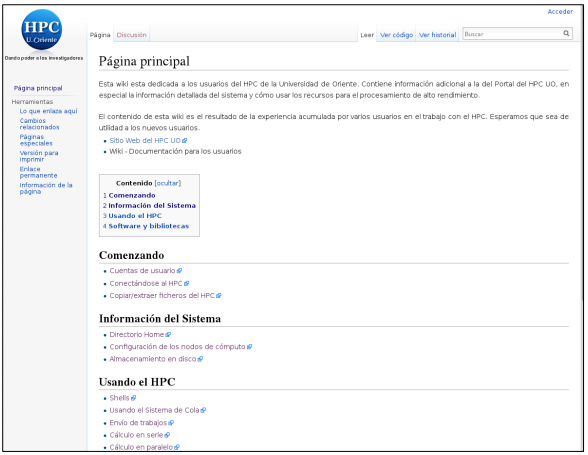 Acceder
HPC
U. Oriente
Dando poder a los investigadores
Página principal
Herramientas
Lo que enlaza aquí
Cambios
relacionados
Páginas
especiales
Versión para
imprimir
Enlace
permanente
Información de la
página
Página Discusión Leer Ver código Ver historial Buscar
Página principal
Esta wiki esta dedicada a los usuarios del HPC de la Universidad de Oriente. Contiene información adicional a la del Portal del HPC UO, en
especial la información detallada del sistema y cómo usar los recursos para el procesamiento de alto rendimiento.
El contenido de esta wiki es el resultado de la experiencia acumulada por varios usuarios en el trabajo con el HPC. Esperamos que sea de
utilidad a los nuevos usuarios.
Sitio Web del HPC UO
Wiki - Documentación para los usuarios
Contenido [ocultar]
1 Comenzando
2 Información del Sistema
3 Usando el HPC
4 Software y bibliotecas
Comenzando
Cuentas de usuario
Conectándose al HPC
Copiar/extraer ficheros del HPC
Información del Sistema
Directorio Home
Configuración de los nodos de cómputo
Almacenamiento en disco
Usando el HPC
Shells
Usando el Sistema de Cola
Envío de trabajos
Cálculo en serie
Cálculo en paralelo